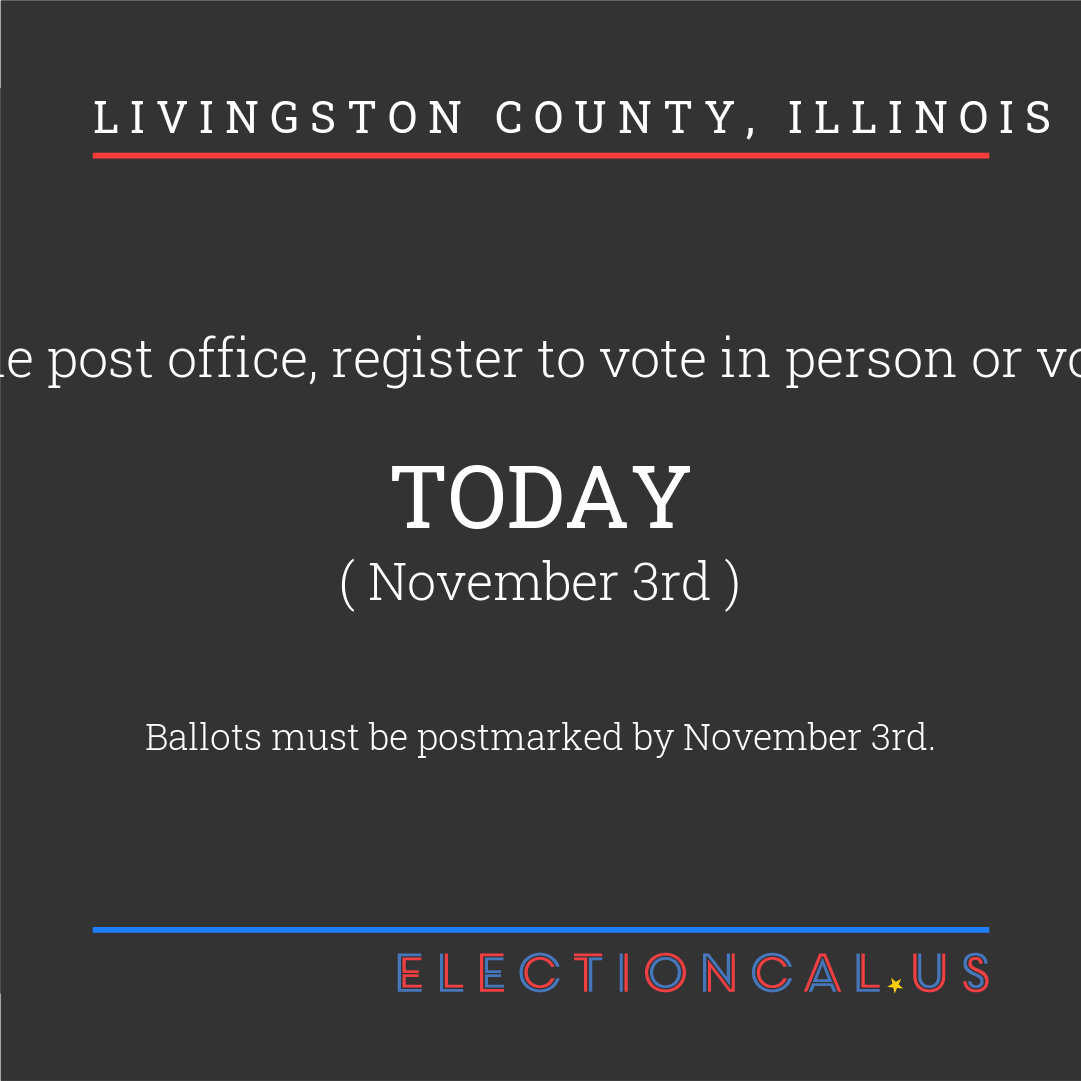 LIVINGSTON COUNTY, ILLINOIS
post office, register to vote in person or
TODAY
( November 3rd )
Ballots must be postmarked by November 3rd.
ELECTIONCAL.US